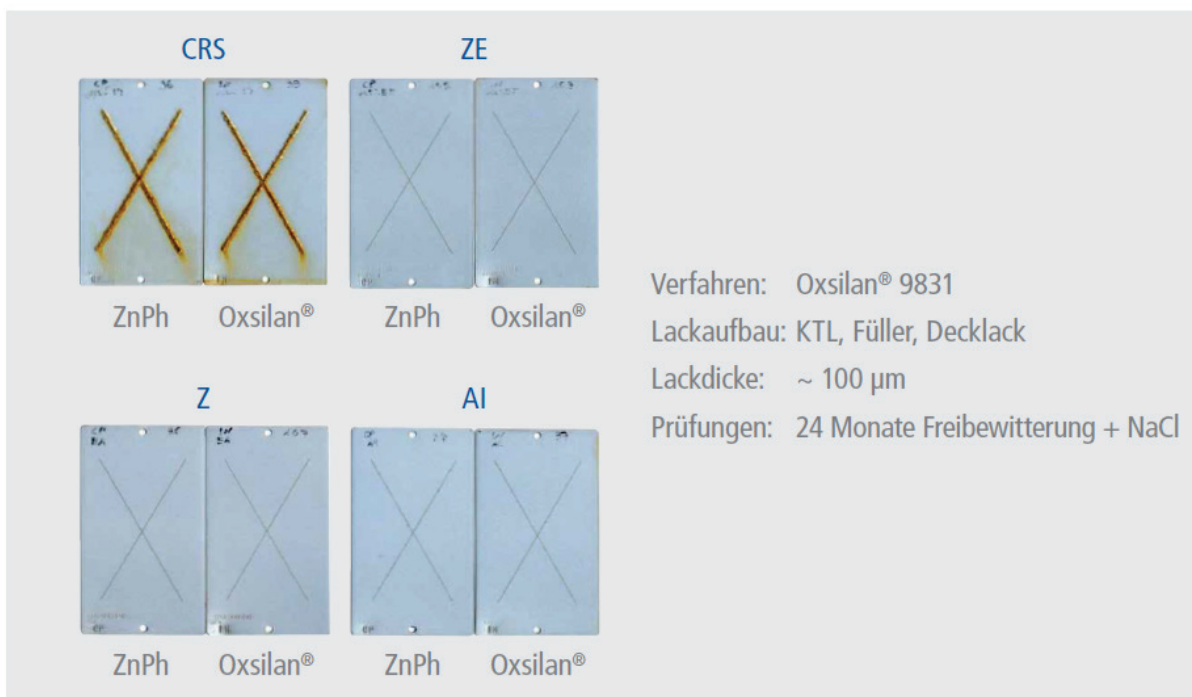 CRS
ZE
ZnPh
Oxsilan®
ZnPh
Oxsilan®
Z
Al
ZnPh
Oxsilan®
ZnPh
Oxsilan®
Verfahren: Oxsilan® 9831
Lackaufbau: KTL, Füller, Decklack
Lackdicke: ~ 100 µm
Prüfungen: 24 Monate Freibewitterung + NaCl